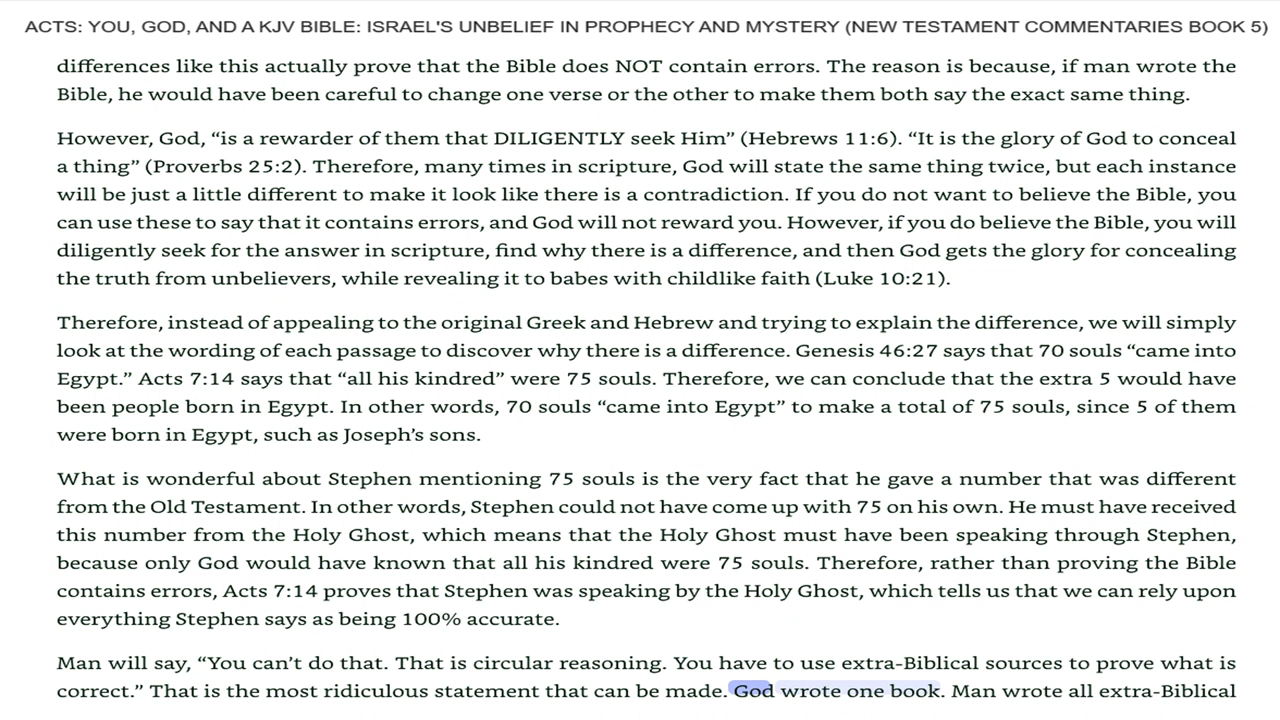 ACTS: YOU, GOD, AND A KJV BIBLE: ISRAEL'S UNBELIEF IN PROPHECY AND MYSTERY (NEW TESTAMENT COMMENTARIES BOOK 5)
differences like this actually prove that the Bible does NOT contain errors. The reason is because, if man wrote the
Bible, he would have been careful to change one verse or the other to make them both say the exact same thing.
However, God, “is a rewarder of them that DILIGENTLY seek Him” (Hebrews 11:6). “It is the glory of God to conceal
a thing” (Proverbs 25:2). Therefore, many times in scripture, God will state the same thing twice, but each instance
will be just a little different to make it look like there is a contradiction. If you do not want to believe the Bible, you
can use these to say that it contains errors, and God will not reward you. However, if you do believe the Bible, you will
diligently seek for the answer in scripture, find why there is a difference, and then God gets the glory for concealing
the truth from unbelievers, while revealing it to babes with childlike faith (Luke 10:21).
Therefore, instead of appealing to the original Greek and Hebrew and trying to explain the difference, we will simply
look at the wording of each passage to discover why there is a difference. Genesis 46:27 says that 70 souls “came into
Egypt.” Acts 7:14 says that “all his kindred” were 75 souls. Therefore, we can conclude that the extra 5 would have
been people born in Egypt. In other words, 70 souls “came into Egypt” to make a total of 75 souls, since 5 of them
were born in Egypt, such as Joseph’s sons.
What is wonderful about Stephen mentioning 75 souls is the very fact that he gave a number that was different
from the Old Testament. In other words, Stephen could not have come up with 75 on his own. He must have received
this number from the Holy Ghost, which means that the Holy Ghost must have been speaking through Stephen,
because only God would have known that all his kindred were 75 souls. Therefore, rather than proving the Bible
contains errors, Acts 7:14 proves that Stephen was speaking by the Holy Ghost, which tells us that we can rely upon
everything Stephen says as being 100% accurate.
Man will say, “You can’t do that. That is circular reasoning. You have to use extra-Biblical sources to prove what is
correct.” That is the most ridiculous statement that can be made. God wrote one book. Man wrote all extra-Biblical